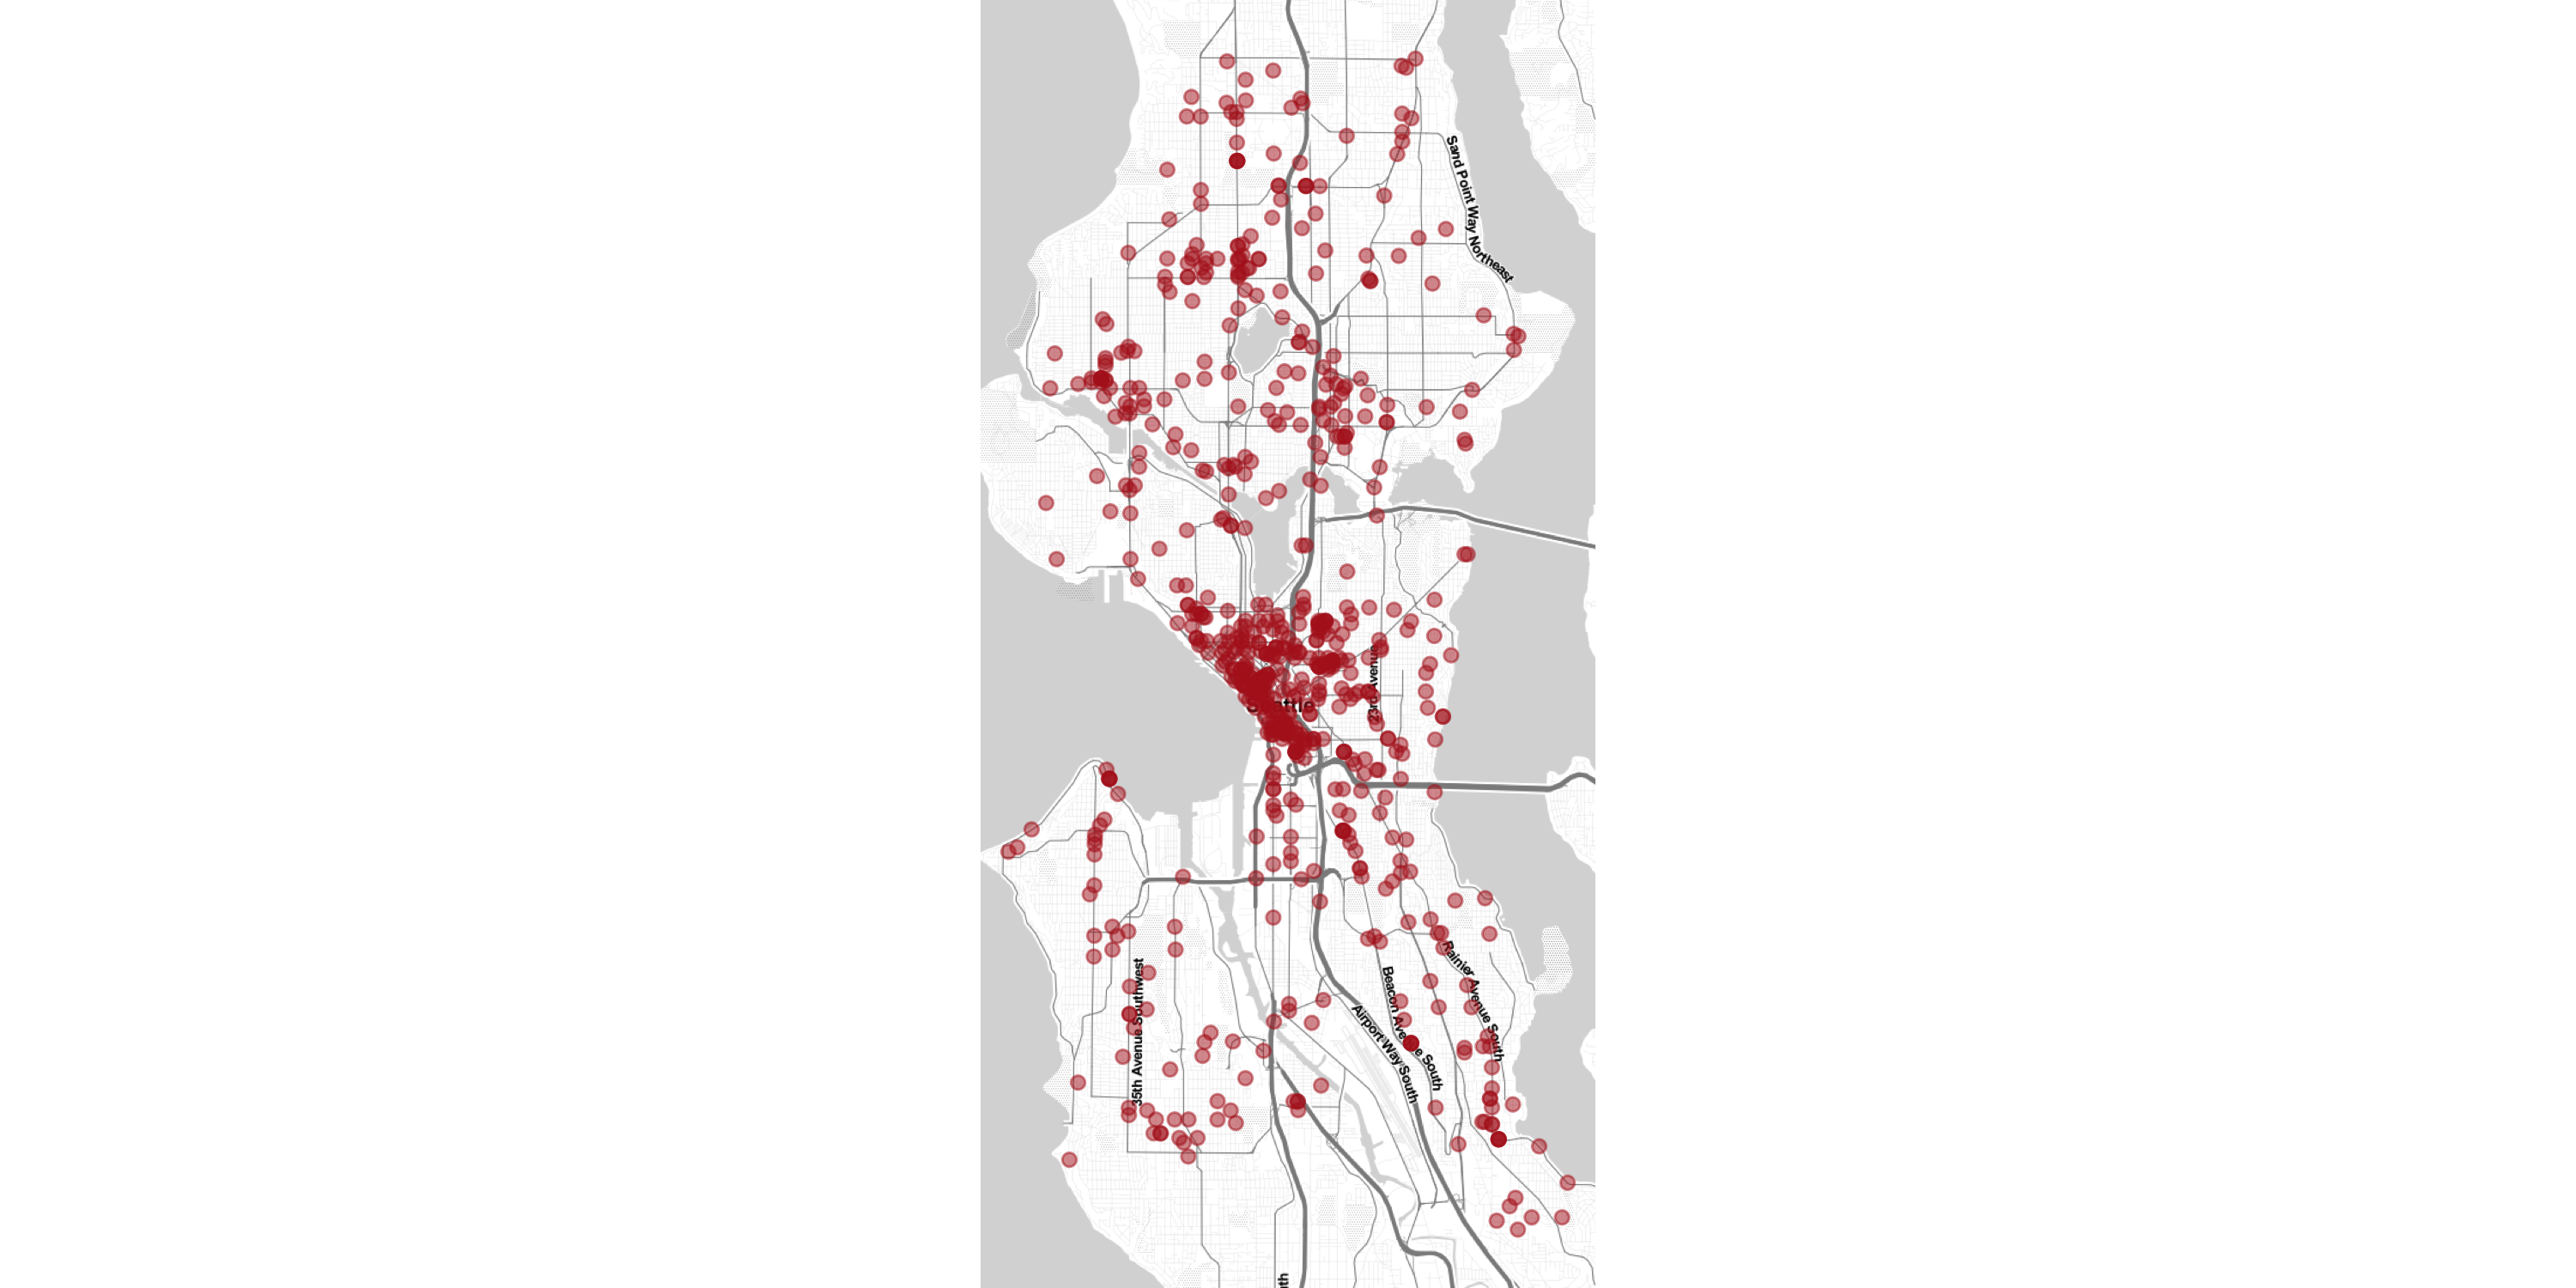 Sand Point Way Northeast
23rd Avenue
Seattle
35th Avenue Southwest
Rainier Avenue South
Beacon Avenue South
Airport Way South